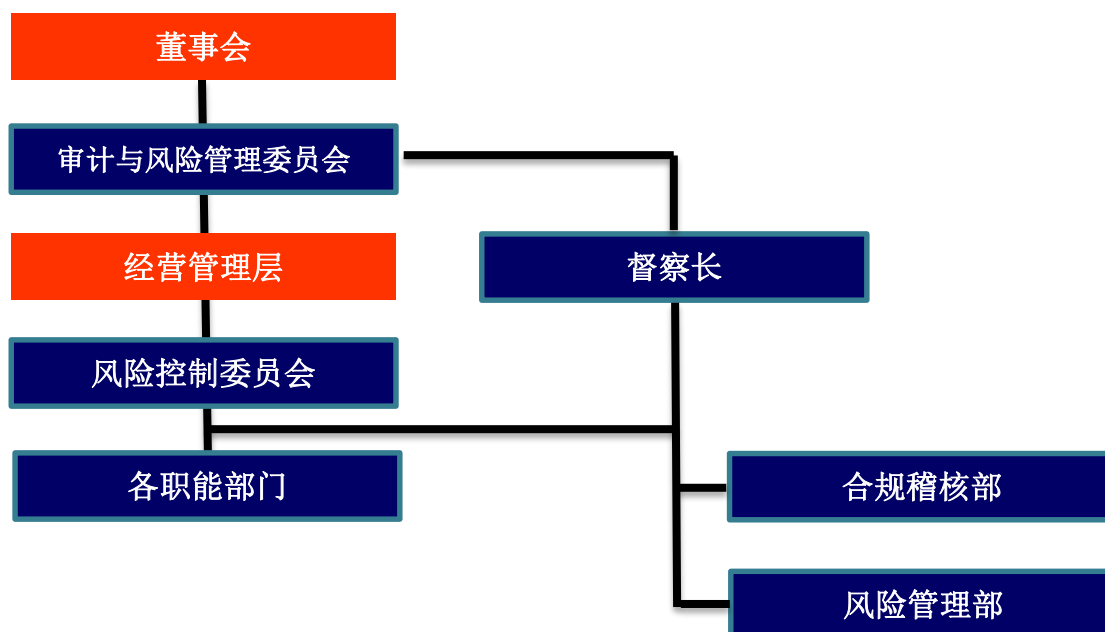 董事会
审计与风险管理委员会
经营管理层
督察长
风险控制委员会
各职能部门
合规稽核部
风险管理部